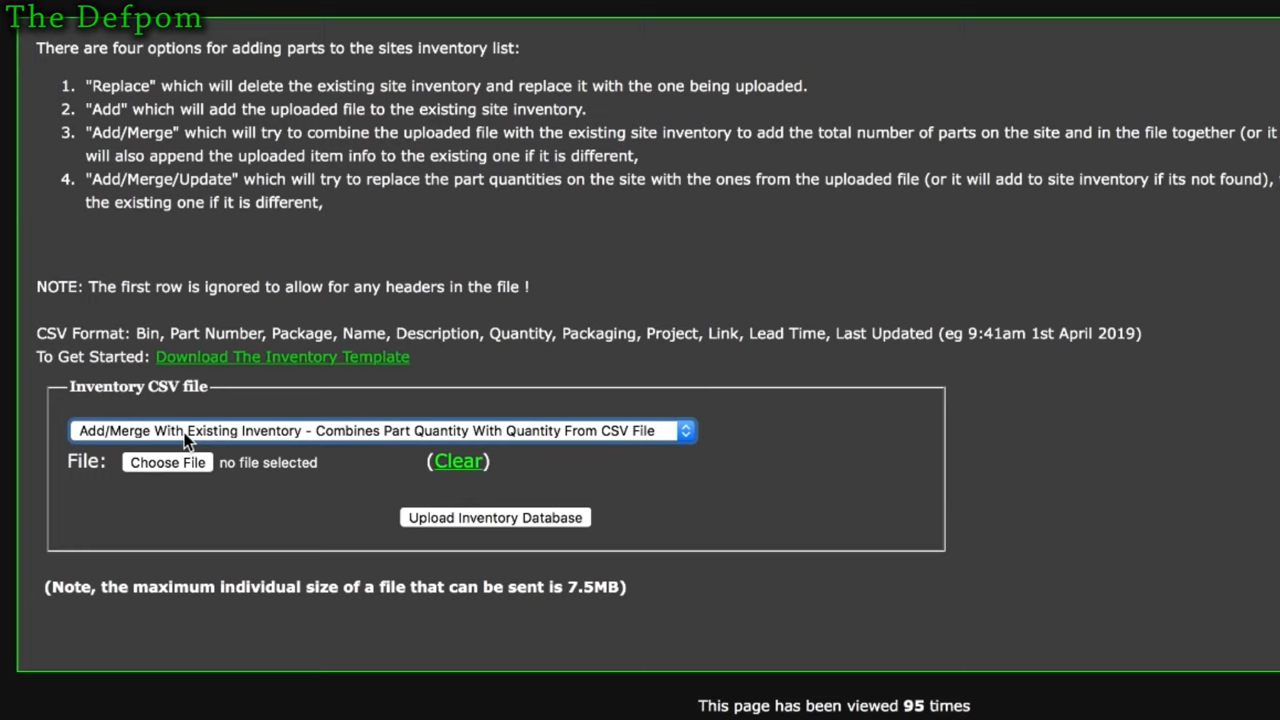 The Defpom
There are four options for adding parts to the sites inventory list:
1. "Replace" which will delete the existing site inventory and replace it with the one being uploaded.
2. "Add" which will add the uploaded file to the existing site inventory.
3. "Add/Merge" which will try to combine the uploaded file with the existing site inventory to add the total number of parts on the site and in the file together (or it
will also append the uploaded item info to the existing one if it is different,
4. "Add/Merge/Update" which will try to replace the part quantities on the site with the ones from the uploaded file (or it will add to site inventory if its not found),
the existing one if it is different,
NOTE: The first row is ignored to allow for any headers in the file !
CSV Format: Bin, Part Number, Package, Name, Description, Quantity, Packaging, Project, Link, Lead Time, Last Updated (eg 9:41am 1st April 2019)
To Get Started: Download The Inventory Template
Inventory CSV file
Add/Merge With Existing Inventory - Combines Part Quantity With Quantity From CSV File
File: Choose File no file selected (Clear)
Upload Inventory Database
(Note, the maximum individual size of a file that can be sent is 7.5MB)
This page has been viewed 95 times